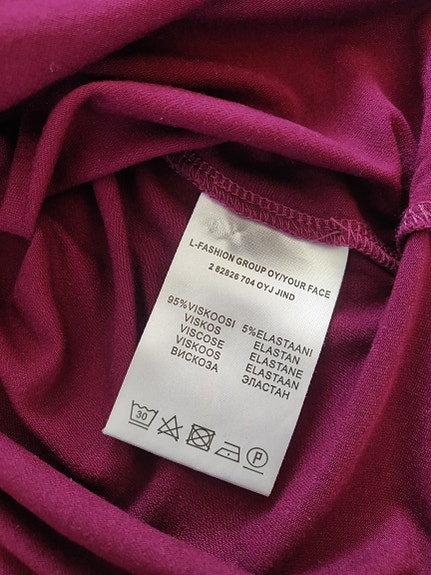 L-FASHION GROUP OY/YOUR FACE
2 82826 704 OYJ JIND
95%VISKOOSI 5%ELASTAANI
VISKOS ELASTAN
VISCOSE ELASTANE
VISKOOS ELASTAAN
ВИСКОЗА ЭЛАСТАН
30 P